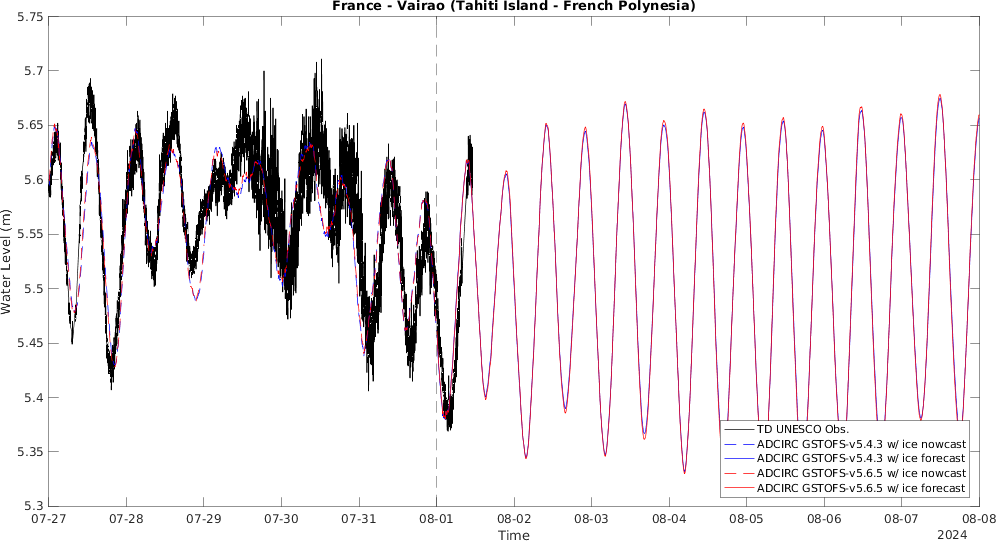 France - Vairao (Tahiti Island - French Polynesia)
5.75
5.7
5.65
5.6
5.55
5.5
5.45
5.4
5.35
5.3
Water Level (m)
TD UNESCO Obs.
ADCIRC GSTOFS-v5.4.3 w/ ice nowcast
ADCIRC GSTOFS-v5.4.3 w/ ice forecast
ADCIRC GSTOFS-v5.6.5 w/ ice nowcast
ADCIRC GSTOFS-v5.6.5 w/ ice forecast
07-27 07-28 07-29 07-30 07-31 08-01 08-02 08-03 08-04 08-05 08-06 08-07 08-08
Time
2024